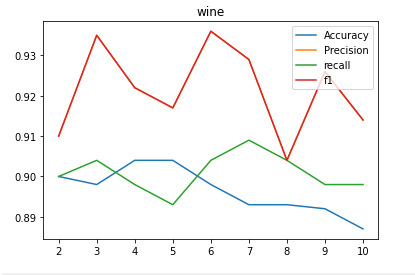 wine
Accuracy
Precision
recall
f1
0.93
0.92
0.91
0.90
0.89
2 3 4 5 6 7 8 9 10